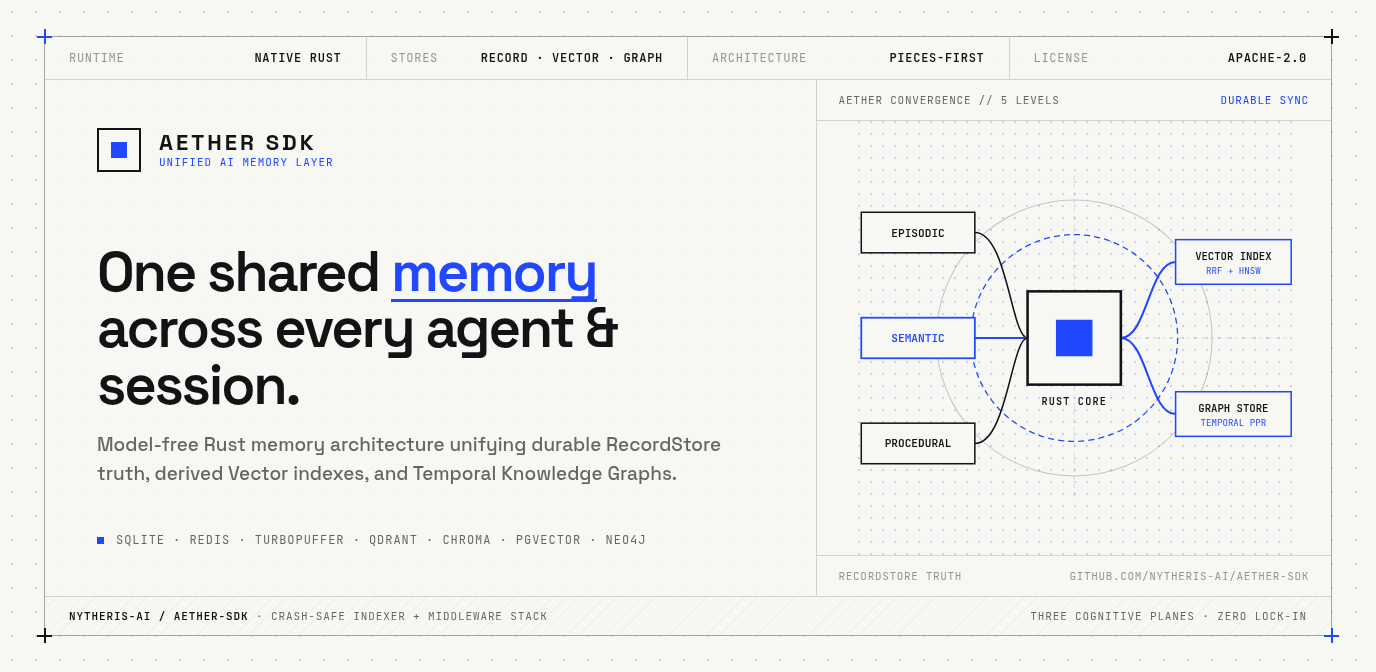 RUNTIME NATIVE RUST STORES RECORD · VECTOR · GRAPH ARCHITECTURE PIECES-FIRST LICENSE APACHE-2.0
AETHER SDK
UNIFIED AI MEMORY LAYER
One shared memory
across every agent &
session.
Model-free Rust memory architecture unifying durable RecordStore
truth, derived Vector indexes, and Temporal Knowledge Graphs.
SQLITE · REDIS · TURBOPUFFER · QDRANT · CHROMA · PGVECTOR · NEO4J
AETHER CONVERGENCE // 5 LEVELS DURABLE SYNC
EPISODIC
SEMANTIC
PROCEDURAL
RUST CORE
VECTOR INDEX
RRF + HNSW
GRAPH STORE
TEMPORAL PPR
RECORDSTORE TRUTH GITHUB.COM/NYTHERIS-AI/AETHER-SDK
NYTHERIS-AI / AETHER-SDK · CRASH-SAFE INDEXER + MIDDLEWARE STACK THREE COGNITIVE PLANES · ZERO LOCK-IN